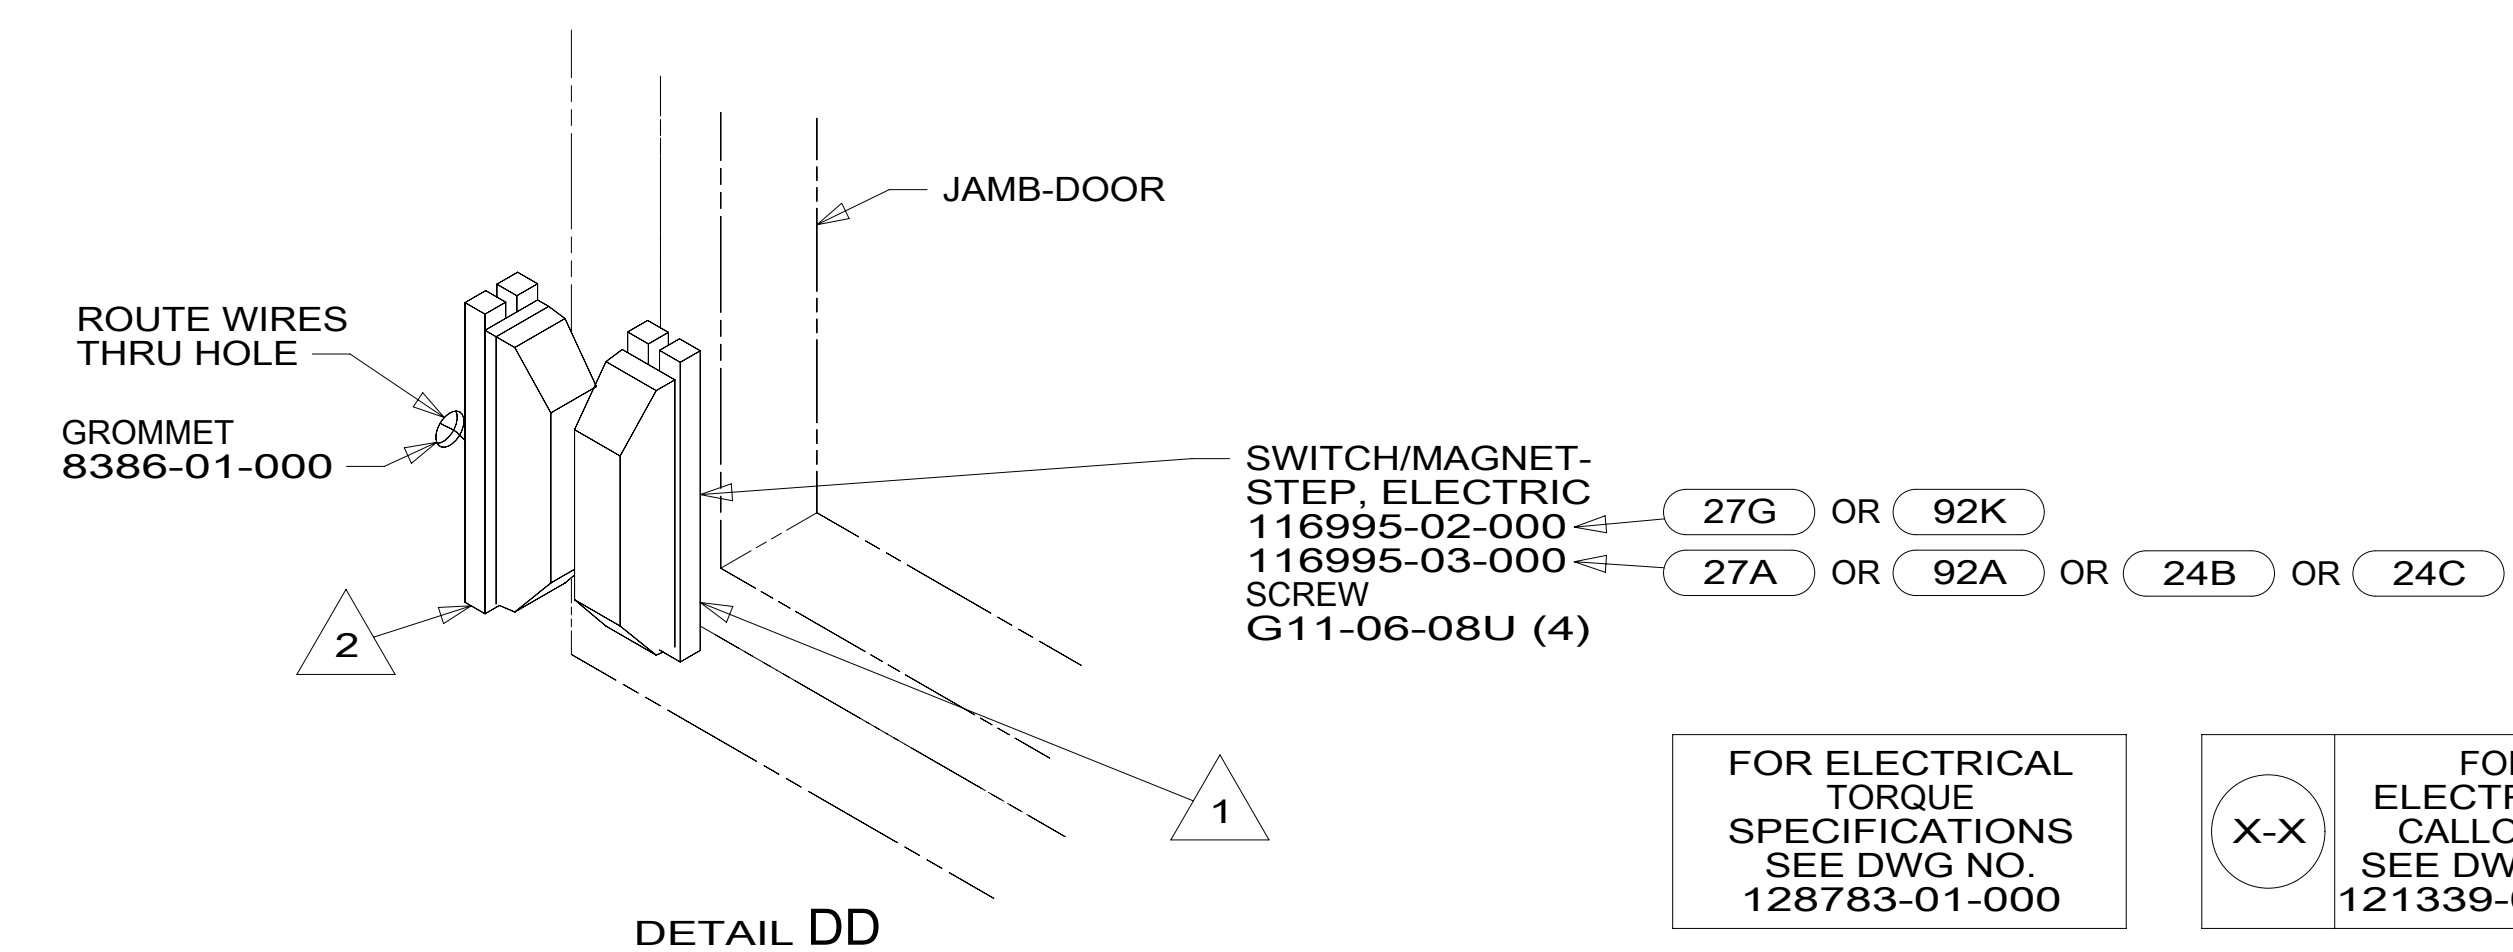 JAMB-DOOR
ROUTE WIRES
THRU HOLE
GROMMET
8386-01-000
SWITCH/MAGNET-
STEP, ELECTRIC
116995-02-000
27G OR 92K
116995-03-000
27A OR 92A OR 24B OR 24C
SCREW
G11-06-08U (4)
2
1
FOR ELECTRICAL
TORQUE
SPECIFICATIONS
SEE DWG NO.
128783-01-000
X-X
SEE
DETAIL DD